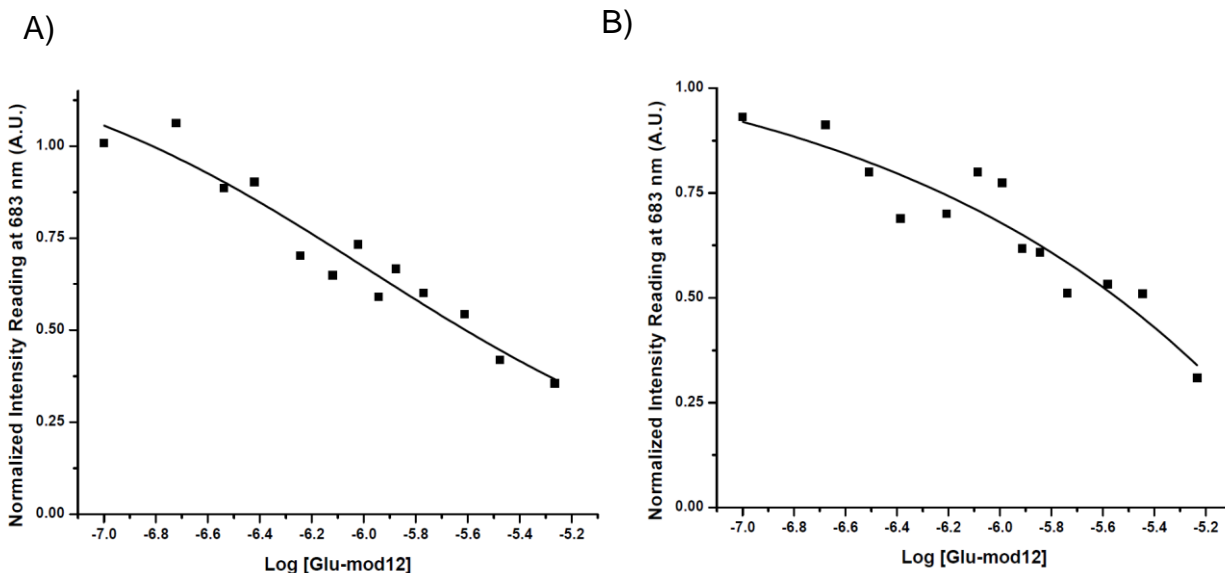 A)
Normalized Intensity Reading at 683 nm (A.U.)
1.00
0.75
0.50
0.25
0.00
-7.0 -6.8 -6.6 -6.4 -6.2 -6.0 -5.8 -5.6 -5.4 -5.2
Log [Glu-mod12]
B)
Normalized Intensity Reading at 683 nm (A.U.)
1.00
0.75
0.50
0.25
0.00
-7.0 -6.8 -6.6 -6.4 -6.2 -6.0 -5.8 -5.6 -5.4 -5.2
Log [Glu-mod12]